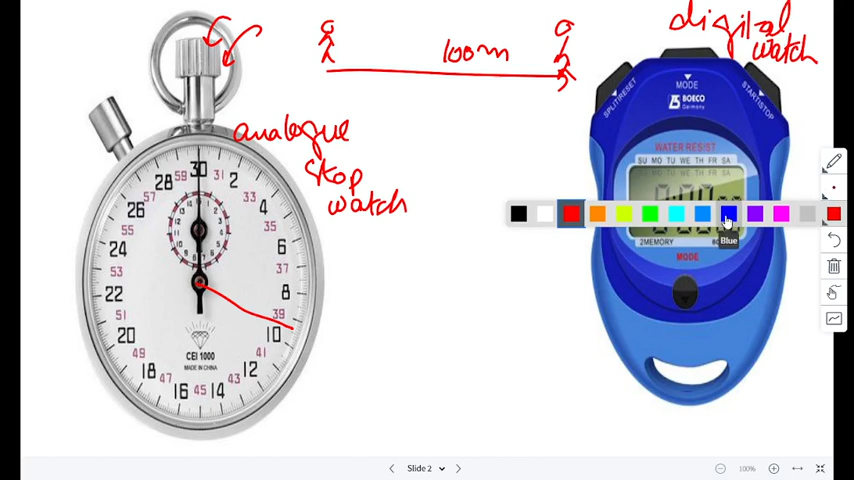 digital
watch
100m
analogue
stop
watch
SPLIT/RESET
MODE
BOECO
Germany
START/STOP
WATER RESIST
SU MO TU WE TH FR SA
2MEMORY
MODE
Blue
30
31
2
33
4
35
6
37
8
39
10
41
12
43
14
45
16
47
18
49
20
51
22
53
24
55
26
57
28
59
CEI 1000
MADE IN CHINA
Slide 2
100%